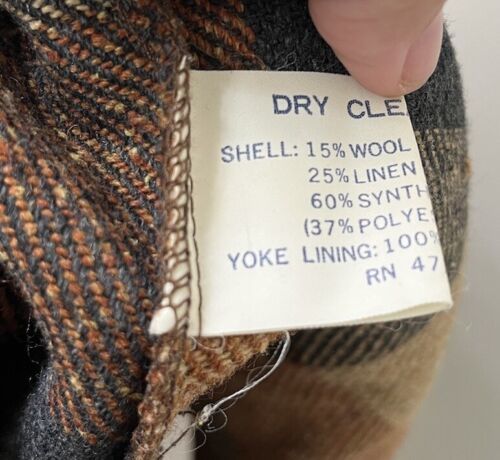 DRY CLE
SHELL: 15% WOOL
25% LINEN
60% SYNTH
(37% POLYE
YOKE LINING: 100%
RN 47